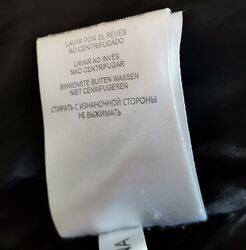 LAVAR POR EL REVÉS
NO CENTRIFUGADO
LAVAR AO INVÉS
NÃO CENTRIFUGAR
BINNENSTE BUITEN WASSEN
NIET CENRIFUGEREN
СТИРАТЬ С ИЗНАНОЧНОЙ СТОРОНЫ
НЕ ВЫЖИМАТЬ